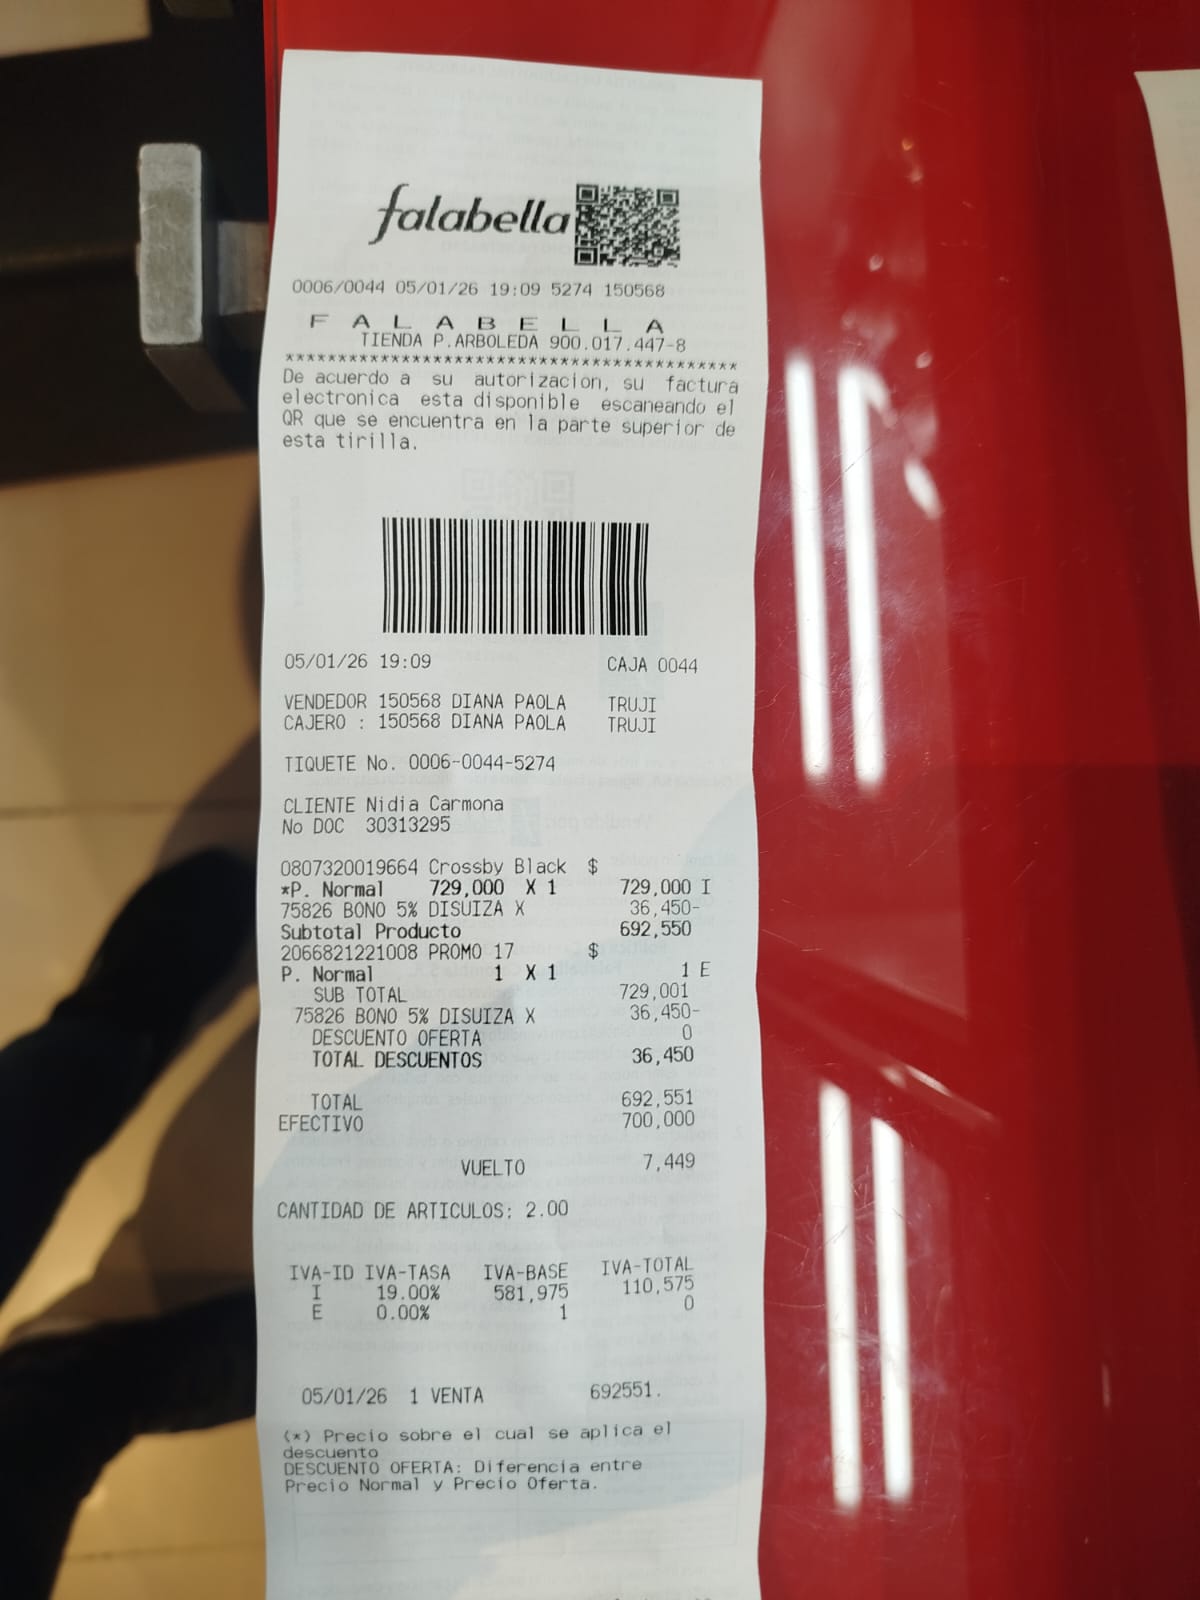 falabella
0006/0044 05/01/26 19:09 5274 150568
F A L A B E L L A
TIENDA P.ARBOLEDA 900.017.447-8
******************************************
De acuerdo a su autorizacion, su factura
electronica esta disponible escaneando el
QR que se encuentra en la parte superior de
esta tirilla.
05/01/26 19:09 CAJA 0044
VENDEDOR 150568 DIANA PAOLA TRUJI
CAJERO : 150568 DIANA PAOLA TRUJI
TIQUETE No. 0006-0044-5274
CLIENTE Nidia Carmona
No DOC 30313295
0807320019664 Crossby Black $
*P. Normal 729,000 X 1 729,000 I
75826 BONO 5% DISUIZA X 36,450-
Subtotal Producto 692,550
2066821221008 PROMO 17 $
P. Normal 1 X 1 1 E
SUB TOTAL 729,001
75826 BONO 5% DISUIZA X 36,450-
DESCUENTO OFERTA 0
TOTAL DESCUENTOS 36,450
TOTAL 692,551
EFECTIVO 700,000
VUELTO 7,449
CANTIDAD DE ARTICULOS: 2.00
IVA-ID IVA-TASA IVA-BASE IVA-TOTAL
I 19.00% 581,975 110,575
E 0.00% 1 0
05/01/26 1 VENTA 692551.
(*) Precio sobre el cual se aplica el
descuento
DESCUENTO OFERTA: Diferencia entre
Precio Normal y Precio Oferta.